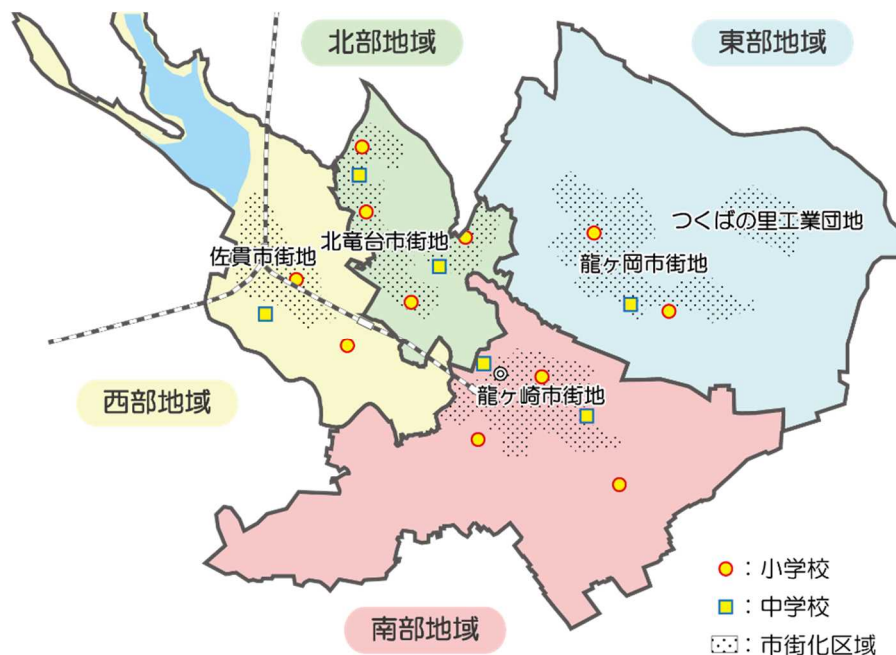 北部地域
東部地域
つくばの里工業団地
北竜台市街地
佐貫市街地
龍ヶ岡市街地
西部地域
龍ヶ崎市街地
南部地域
：小学校
：中学校
：市街化区域